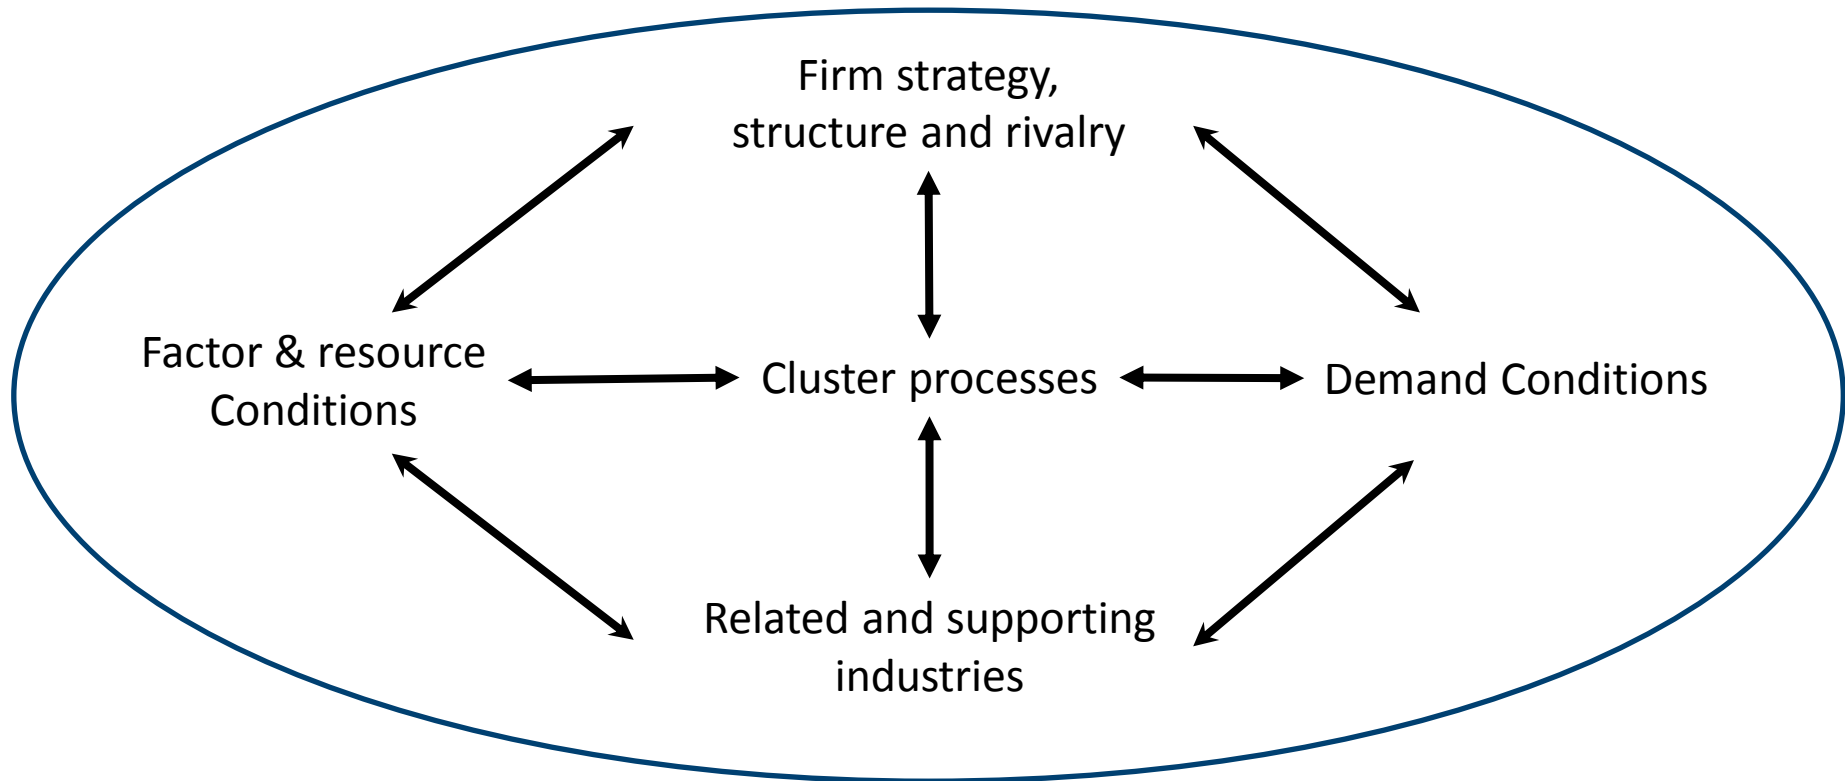 Firm strategy,
structure and rivalry
Factor & resource
Conditions
Cluster processes
Demand Conditions
Related and supporting
industries